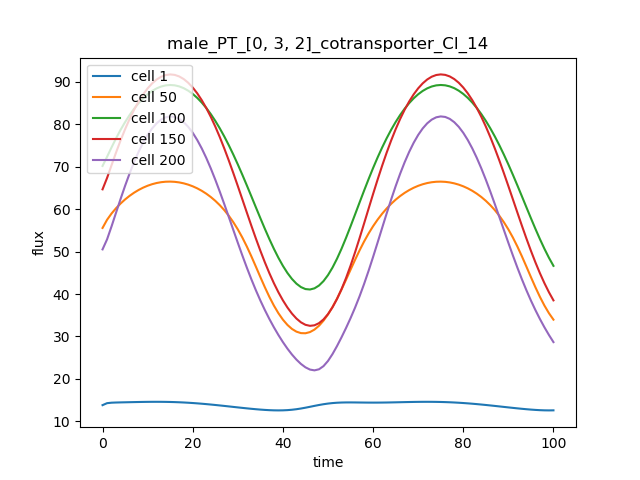 male_PT_[0, 3, 2]_cotransporter_Cl_14
cell 1
cell 50
cell 100
cell 150
cell 200
flux
90
80
70
60
50
40
30
20
10
0 20 40 60 80 100
time